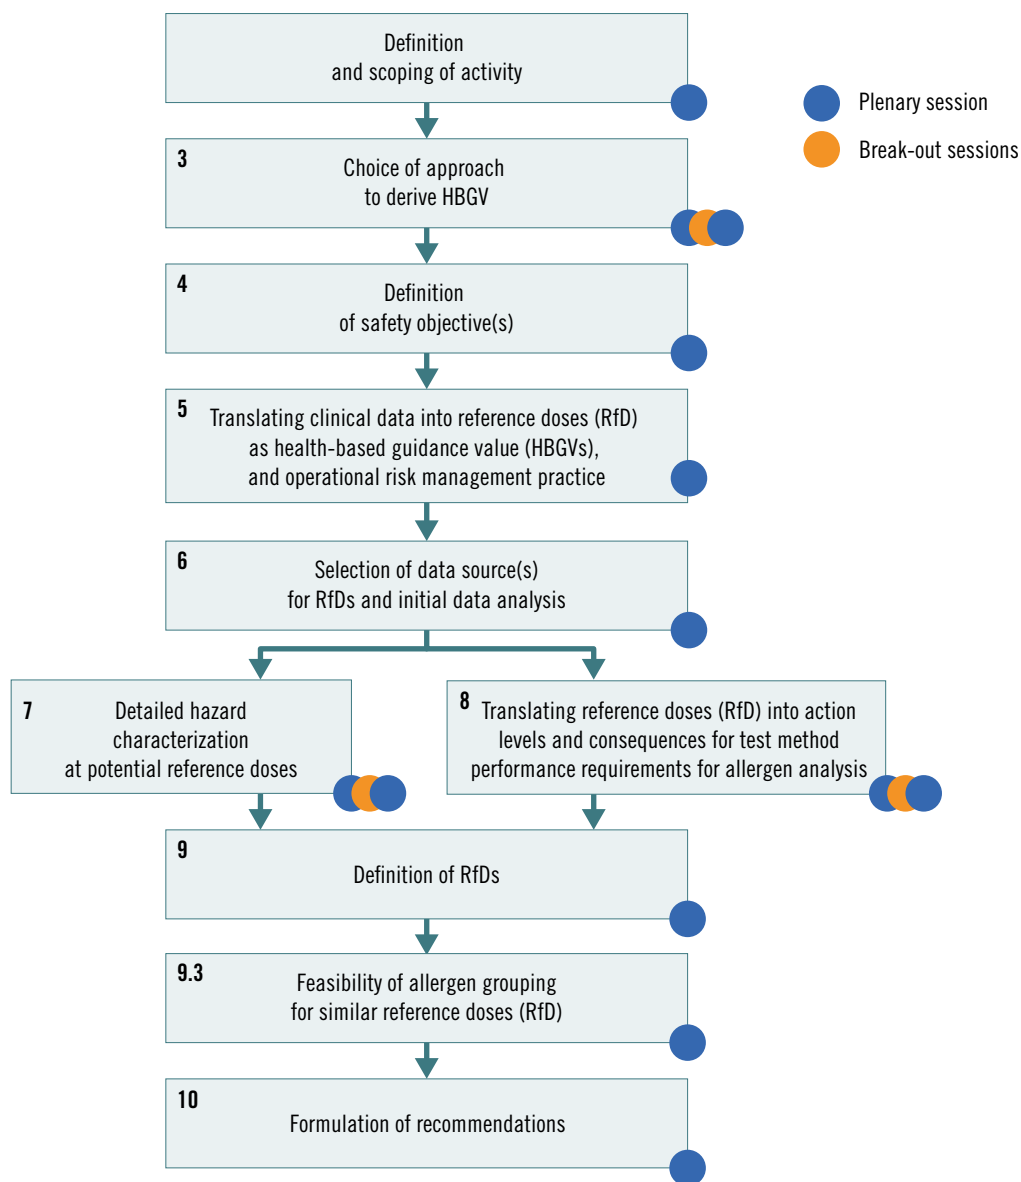 Definition
and scoping of activity
Plenary session
Break-out sessions
3
Choice of approach
to derive HBGV
4
Definition
of safety objective(s)
5
Translating clinical data into reference doses (RfD)
as health-based guidance value (HBGVs),
and operational risk management practice
6
Selection of data source(s)
for RfDs and initial data analysis
7
Detailed hazard
characterization
at potential reference doses
8
Translating reference doses (RfD) into action
levels and consequences for test method
performance requirements for allergen analysis
9
Definition of RfDs
9.3
Feasibility of allergen grouping
for similar reference doses (RfD)
10
Formulation of recommendations